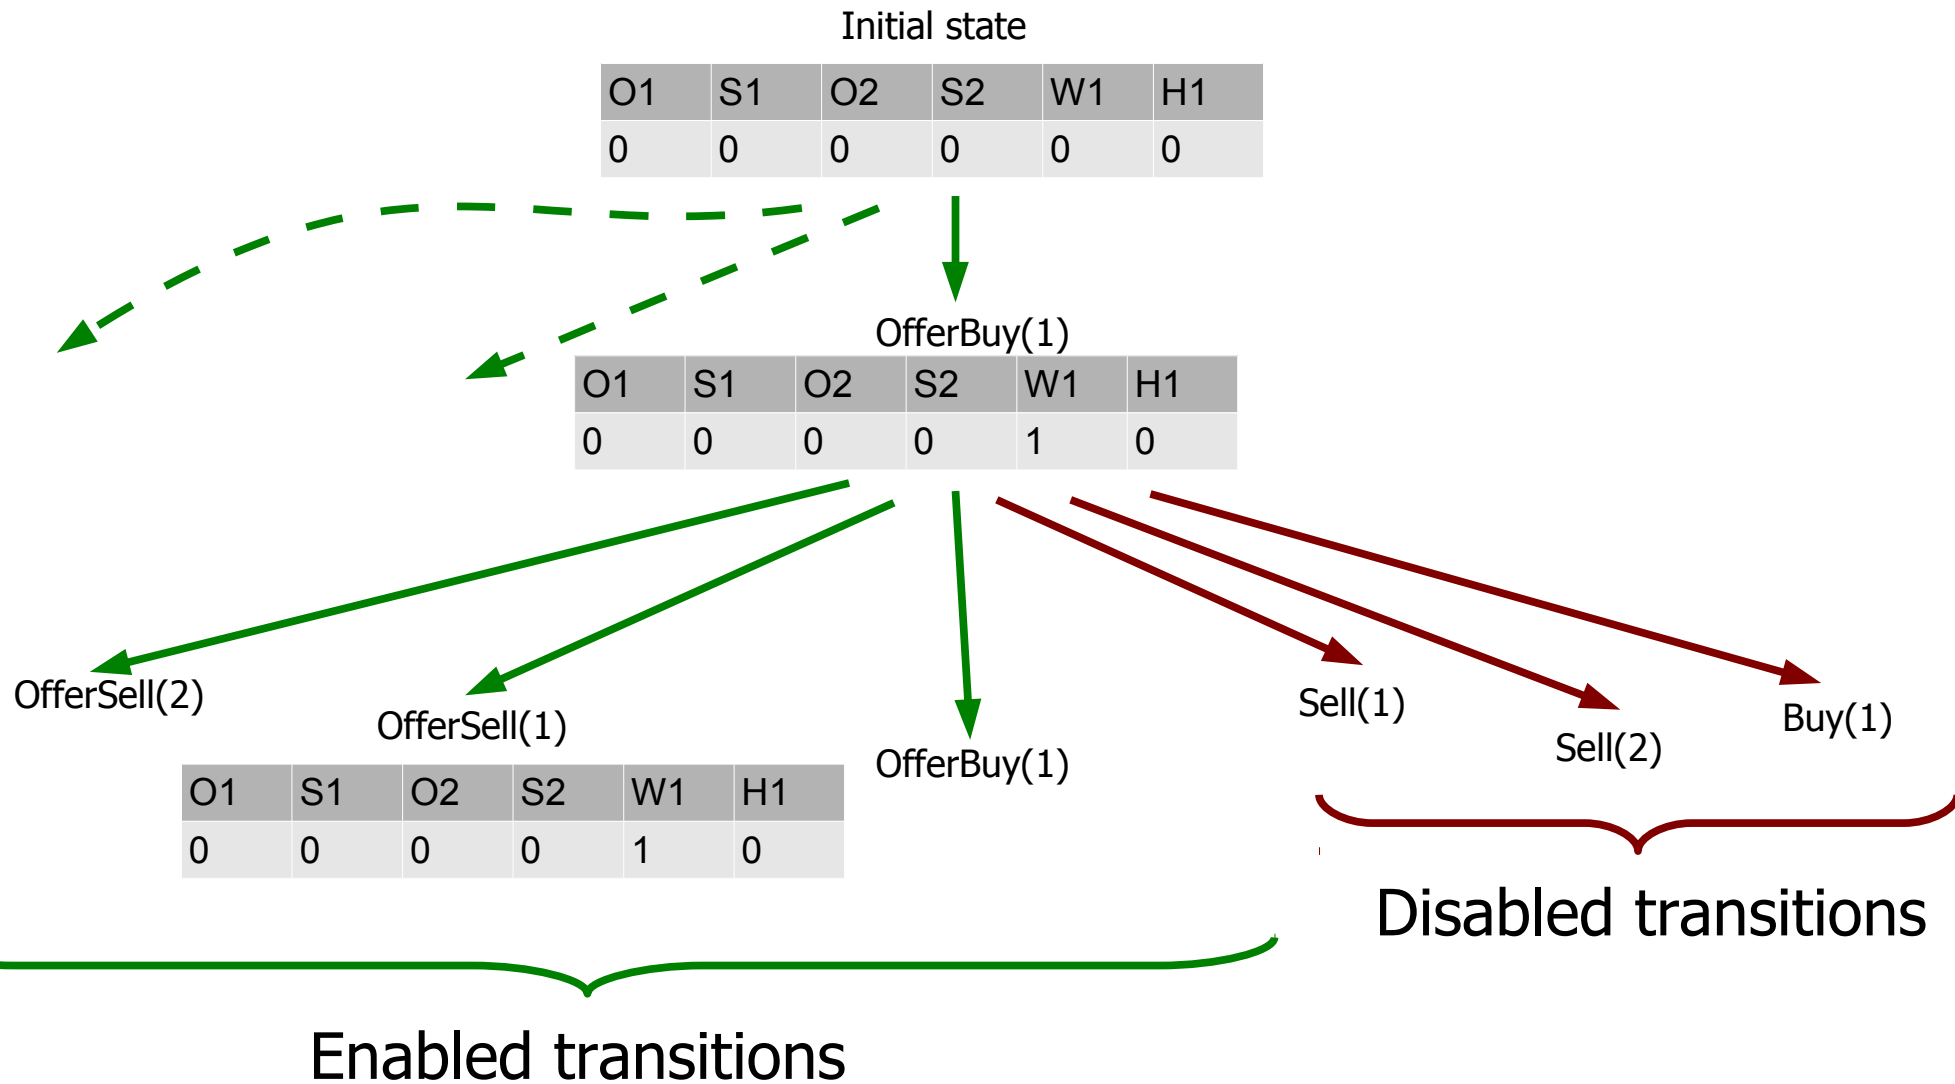 Initial state
O1 S1 O2 S2 W1 H1
0 0 0 0 0 0
OfferBuy(1)
O1 S1 O2 S2 W1 H1
0 0 0 0 1 0
OfferSell(2)
OfferSell(1)
OfferBuy(1)
Sell(1)
Sell(2)
Buy(1)
O1 S1 O2 S2 W1 H1
0 0 0 0 1 0
Disabled transitions
Enabled transitions